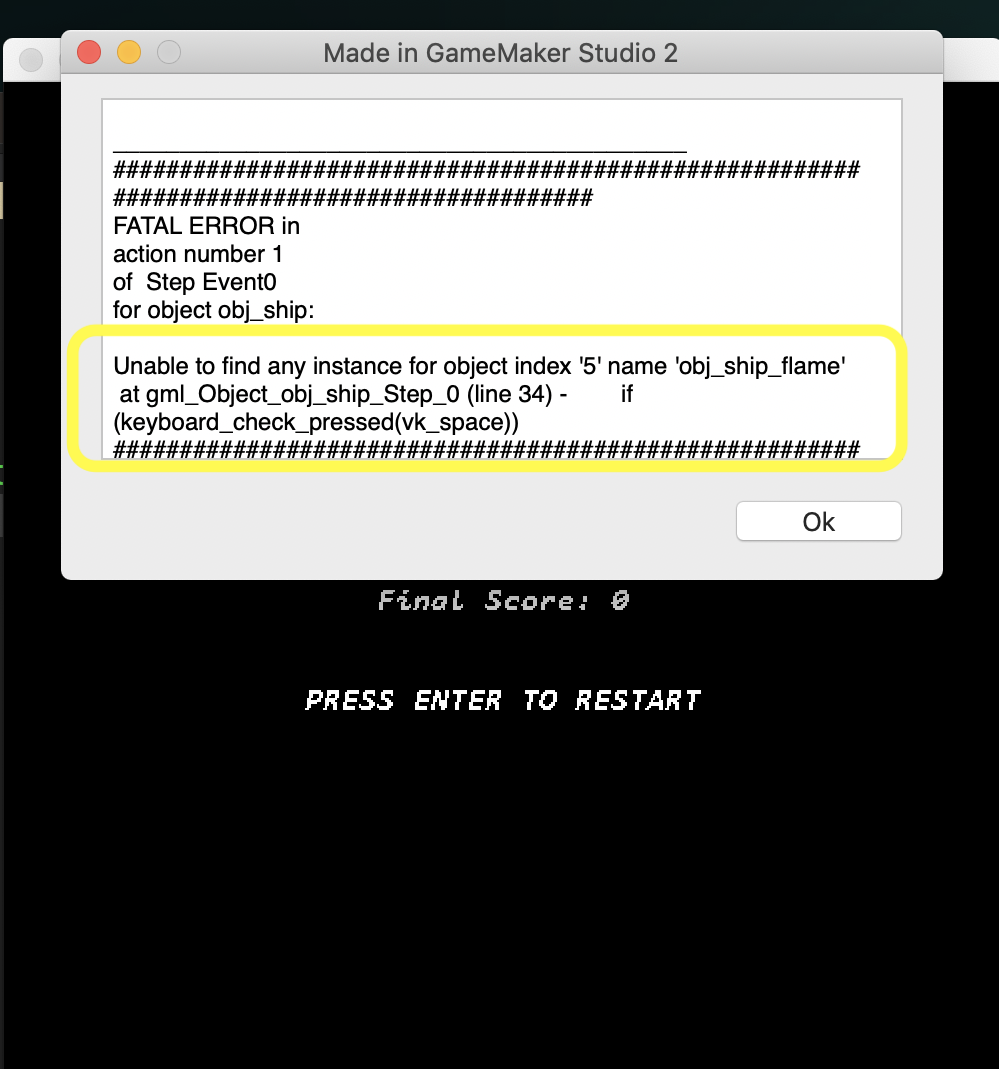 Made in GameMaker Studio 2
___________________________________________
########################################################
####################################
FATAL ERROR in
action number 1
of  Step Event0
for object obj_ship:
Unable to find any instance for object index '5' name 'obj_ship_flame'
 at gml_Object_obj_ship_Step_0 (line 34) -        if
(keyboard_check_pressed(vk_space))
########################################################
Ok
Final Score: 0
PRESS ENTER TO RESTART